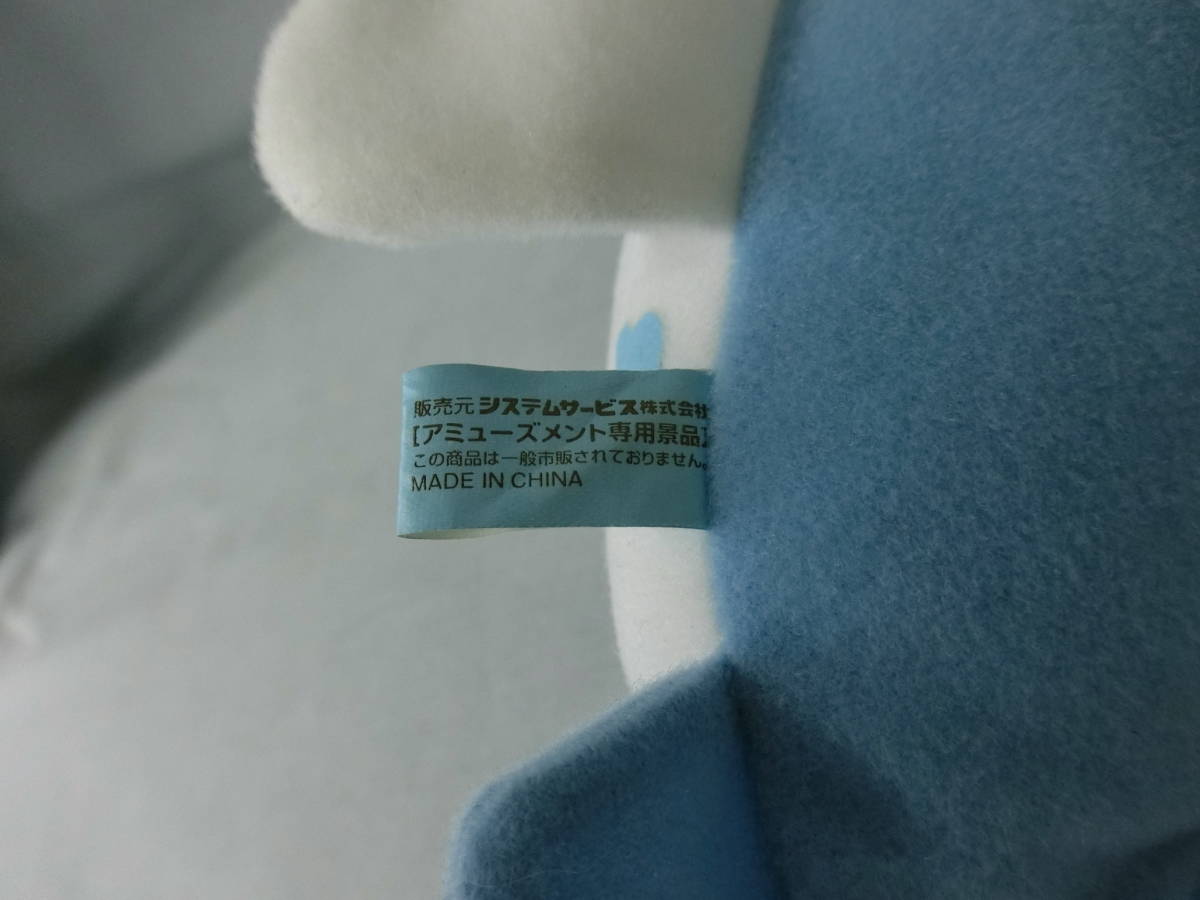 販売元 システムサービス株式会社
[アミューズメント専用景品]
この商品は一般市販されておりません。
MADE IN CHINA